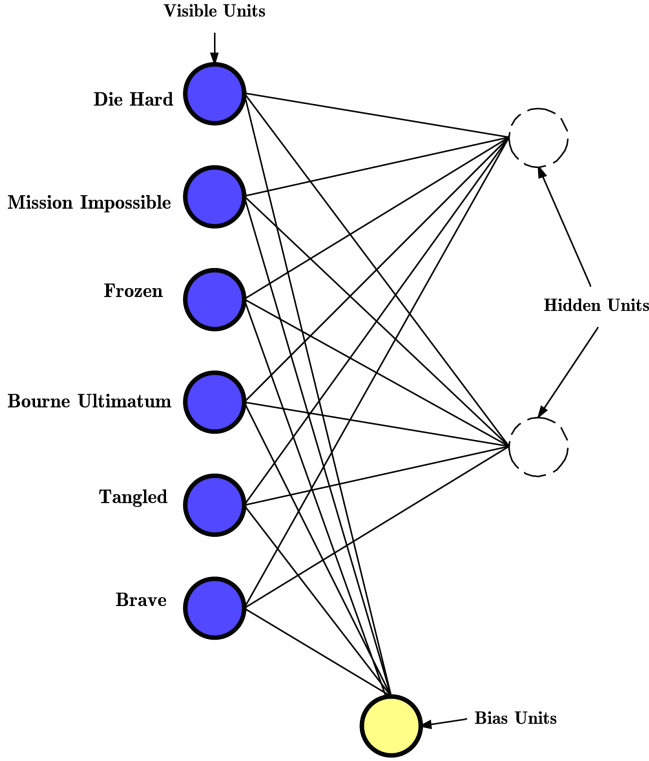 Visible Units
Die Hard
Mission Impossible
Frozen
Hidden Units
Bourne Ultimatum
Tangled
Brave
Bias Units